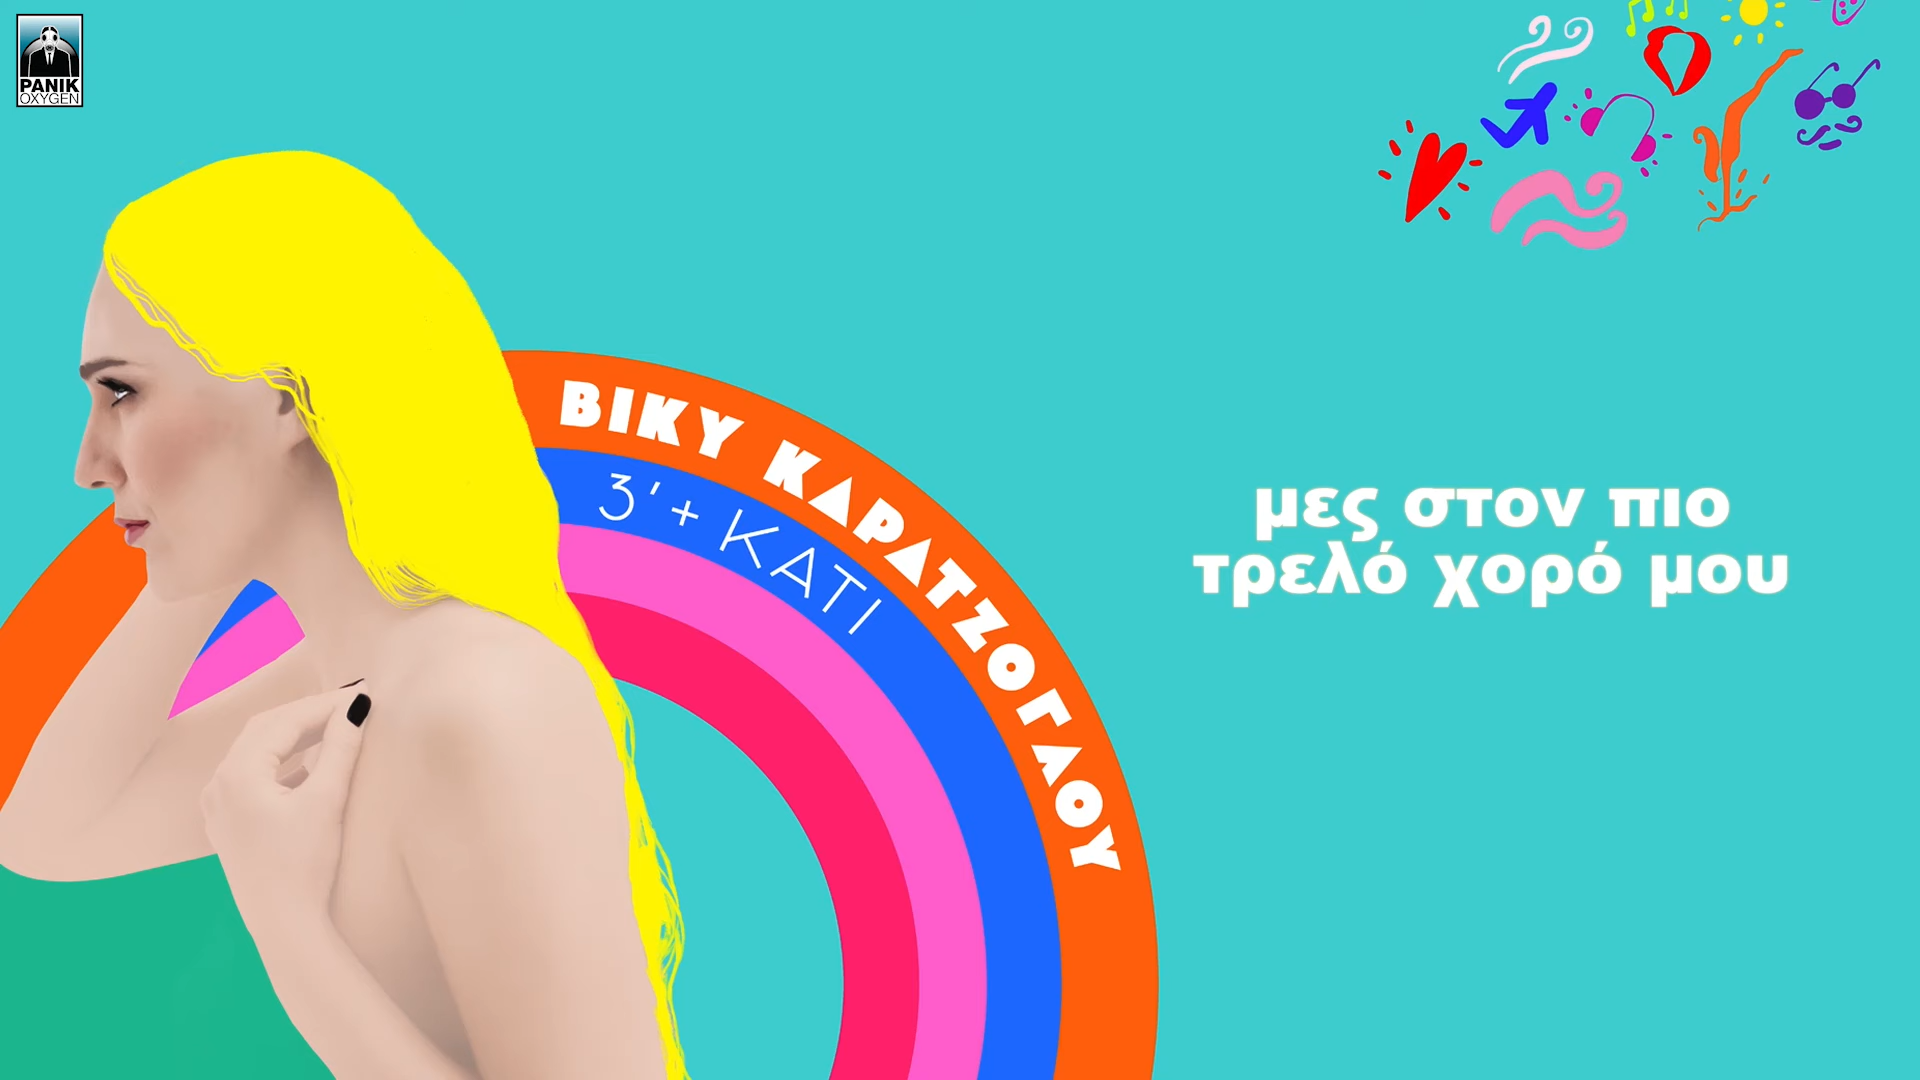 PANIK
OXYGEN
ΒΙΚΥ ΚΑΡΑΤΖΟΓΛΟΥ
3'+ ΚΑΤΙ
μες στον πιο
τρελό χορό μου